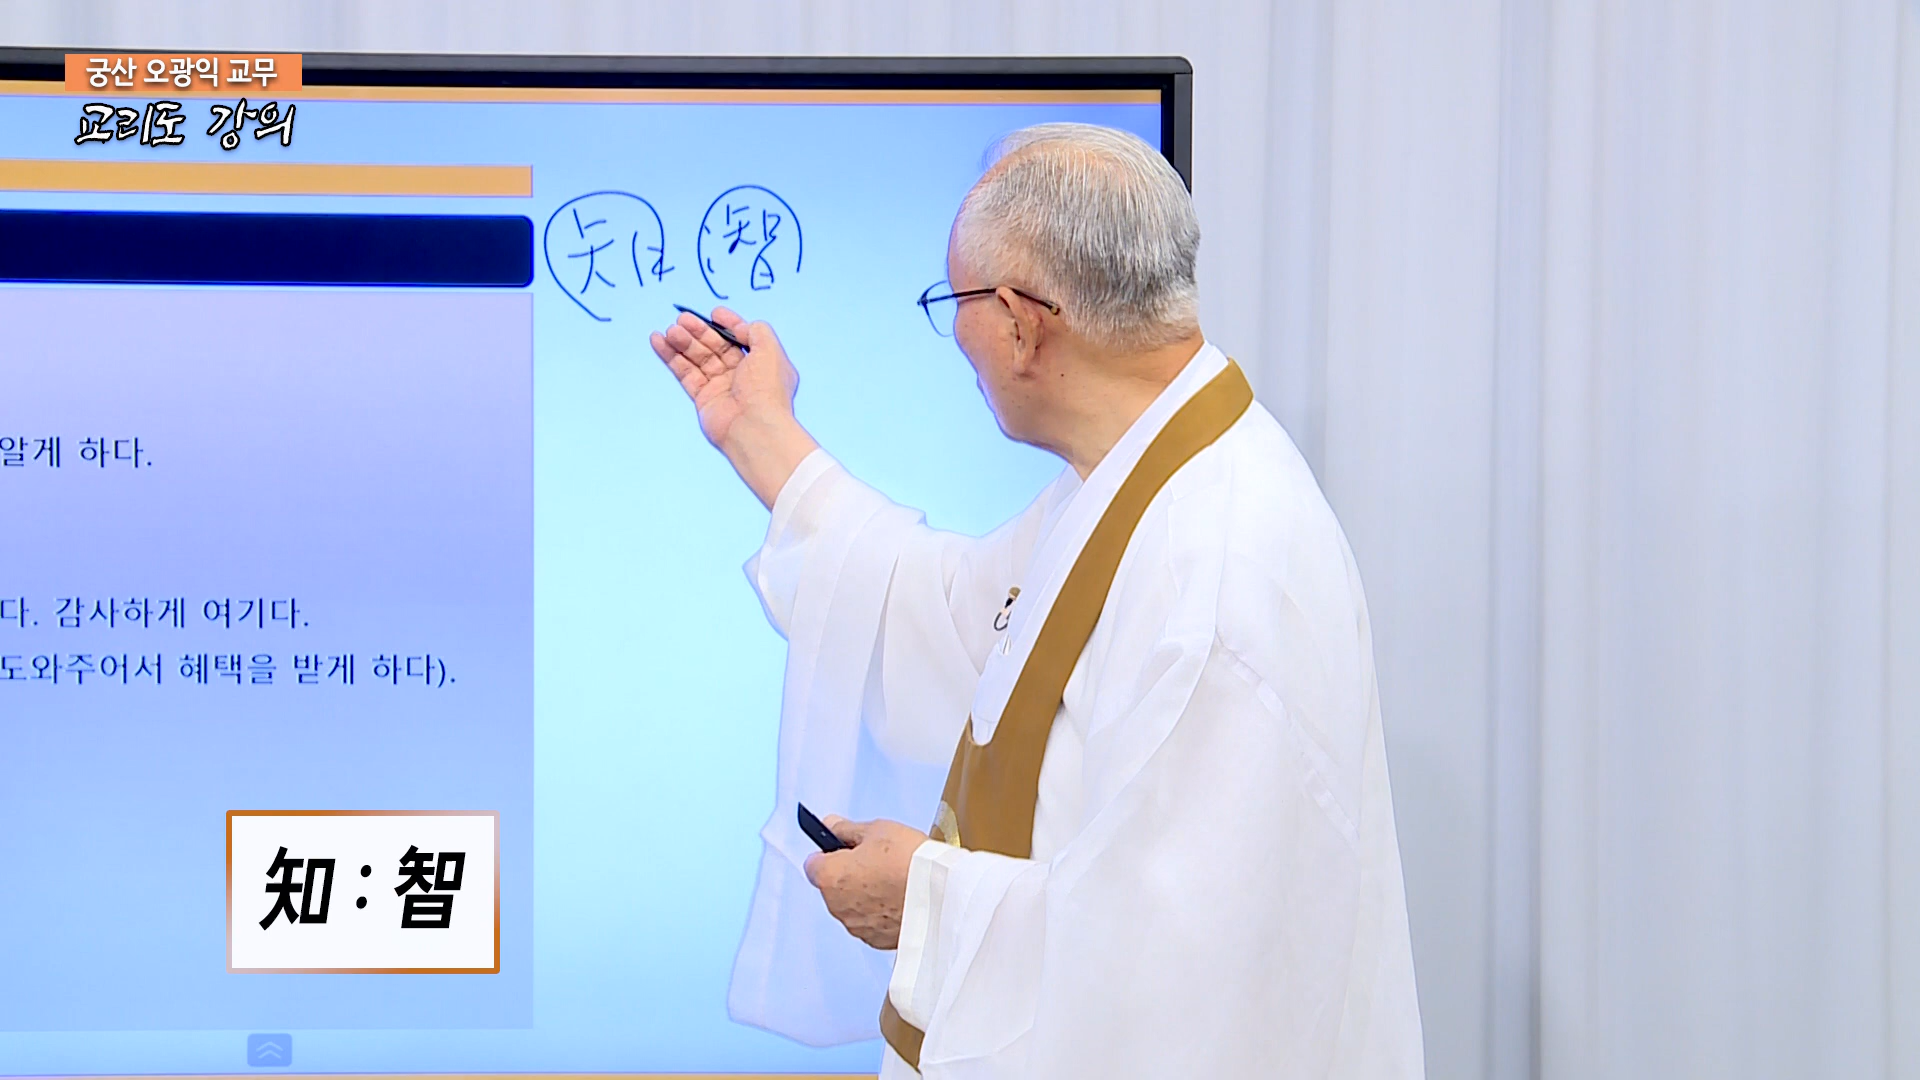 궁산 오광익 교무
교리도 강의
知 智
알게 하다.
다. 감사하게 여기다.
도와주어서 혜택을 받게 하다).
知 : 智